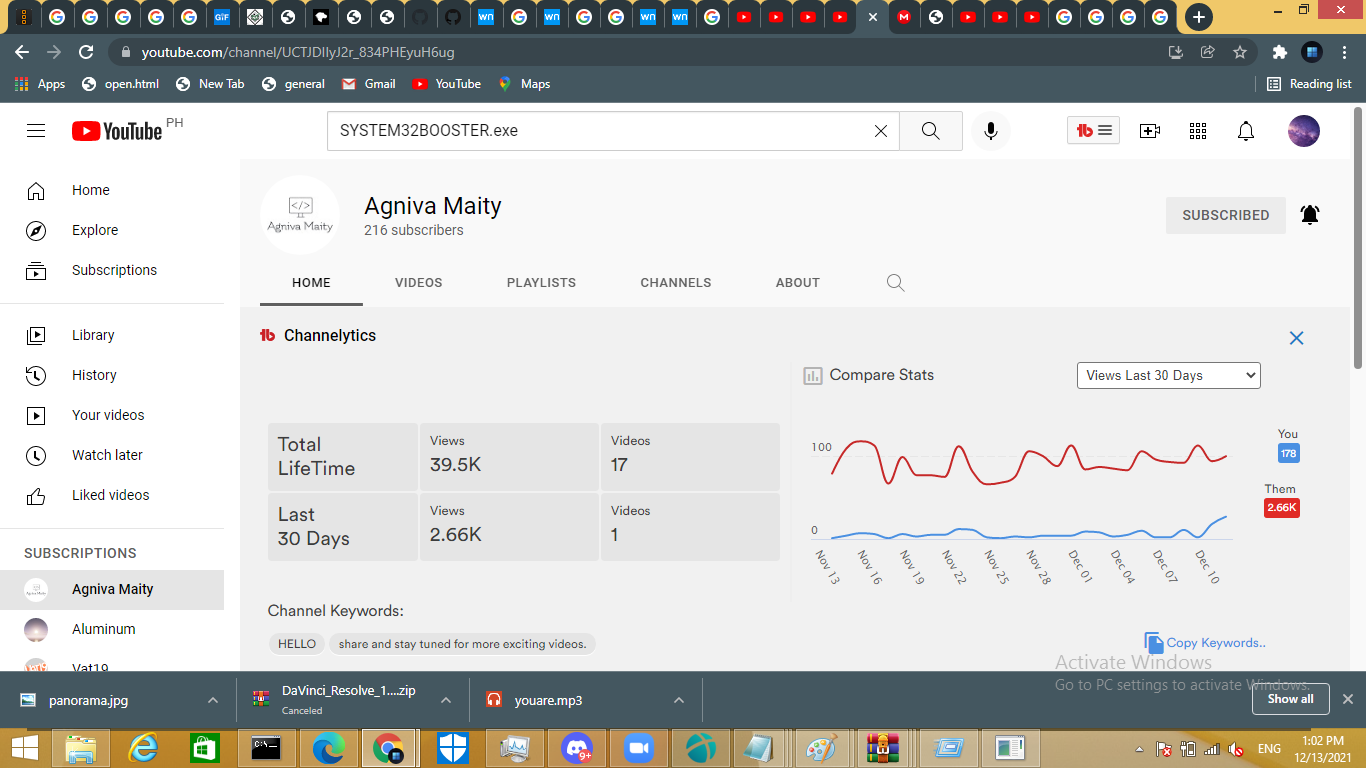 GIF
wn
wn
wn
wn
M
youtube.com/channel/UCTJDIIyJ2r_834PHEyuH6ug
Apps
open.html
New Tab
general
Gmail
YouTube
Maps
Reading list
YouTube PH
SYSTEM32BOOSTER.exe
Home
Explore
Subscriptions
Library
History
Your videos
Watch later
Liked videos
SUBSCRIPTIONS
Agniva Maity
Aluminum
Vat19
</>
Agniva Maity
Agniva Maity
216 subscribers
SUBSCRIBED
HOME
VIDEOS
PLAYLISTS
CHANNELS
ABOUT
Channelytics
Total LifeTime
Views
39.5K
Videos
17
Last 30 Days
Views
2.66K
Videos
1
Compare Stats
Views Last 30 Days
100
0
Nov 13
Nov 16
Nov 19
Nov 22
Nov 25
Nov 28
Dec 01
Dec 04
Dec 07
Dec 10
You
178
Them
2.66K
Channel Keywords:
HELLO
share and stay tuned for more exciting videos.
Copy Keywords..
Activate Windows
Go to PC settings to activate Windows.
panorama.jpg
DaVinci_Resolve_1....zip
Canceled
youare.mp3
Show all
C:\_
9+
ENG
1:02 PM
12/13/2021